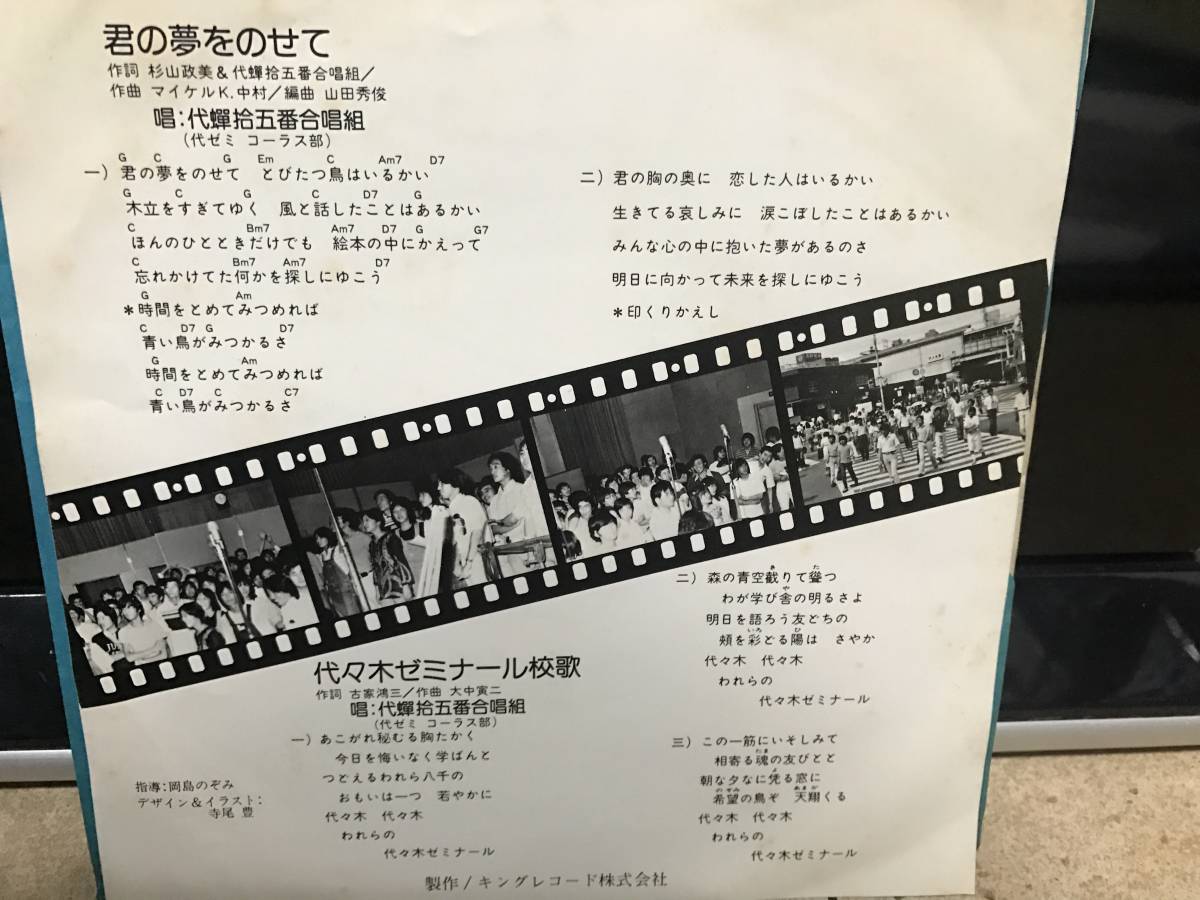 君の夢をのせて
作詞 杉山政美&代蟬拾五番合唱組/
作曲 マイケルK.中村/編曲 山田秀俊
唱:代蟬拾五番合唱組
(代ゼミ コーラス部)
G C G Em C Am7 D7
一)君の夢をのせて とびたつ鳥はいるかい
G C G C D7 G
木立をすぎてゆく 風と話したことはあるかい
C Bm7 Am7 D7 G G7
ほんのひとときだけでも 絵本の中にかえって
C Bm7 Am7 D7
忘れかけてた何かを探しにゆこう
G Am
*時間をとめてみつめれば
C D7 G D7
青い鳥がみつかるさ
G Am
時間をとめてみつめれば
C D7 C C7
青い鳥がみつかるさ
二)君の胸の奥に 恋した人はいるかい
生きてる哀しみに 涙こぼしたことはあるかい
みんな心の中に抱いた夢があるのさ
明日に向かって未来を探しにゆこう
*印くりかえし
代々木ゼミナール校歌
作詞 古家鴻三/作曲 大中寅二
唱:代蟬拾五番合唱組
(代ゼミ コーラス部)
一)あこがれ秘むる胸たかく
今日を悔いなく学ばんと
つどえるわれら八千の
おもいは一つ 若やかに
代々木 代々木
われらの
代々木ゼミナール
き た
二)森の青空截りて聳つ
や
わが学び舎の明るさよ
明日を語ろう友どちの
いろ ひ
頰を彩どる陽は さやか
代々木 代々木
われらの
代々木ゼミナール
三)この一筋にいそしみて
たま
相寄る魂の友びとと
よ
朝な夕なに凭る窓に
のぞみ あまが
希望の鳥ぞ 天翔くる
代々木 代々木
われらの
代々木ゼミナール
指導:岡島のぞみ
デザイン&イラスト:
寺尾 豊
製作/キングレコード株式会社